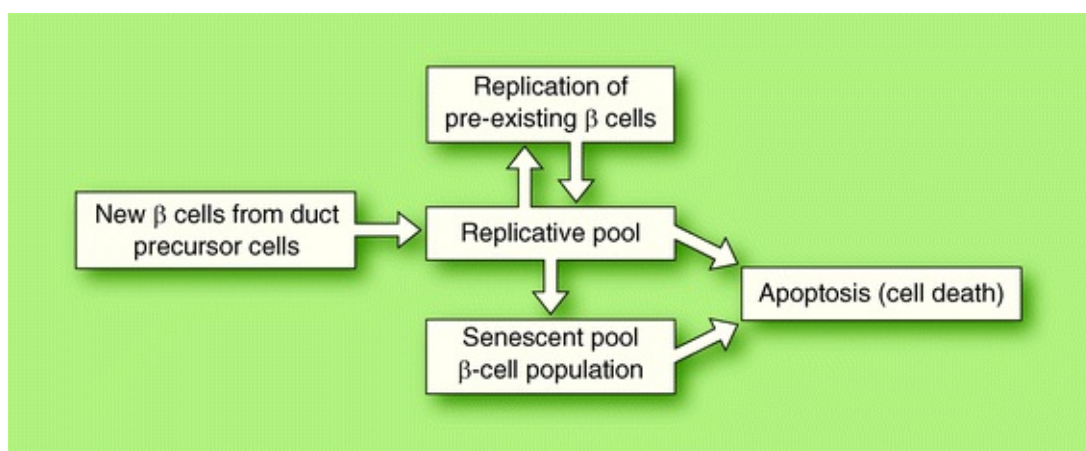 Replication of
pre-existing β cells
New β cells from duct
precursor cells
Replicative pool
Apoptosis (cell death)
Senescent pool
β-cell population